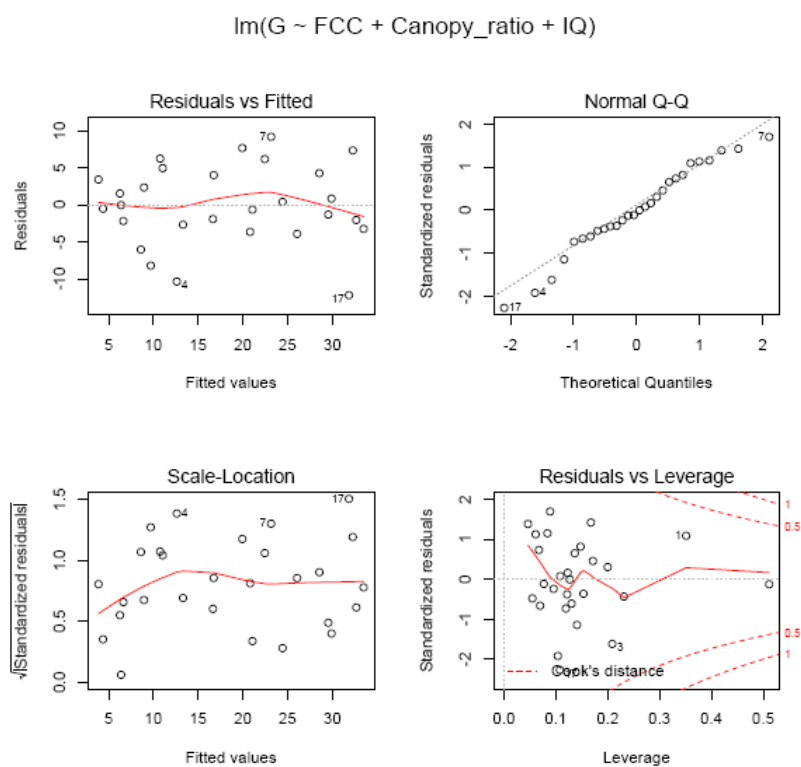 lm(G ~ FCC + Canopy_ratio + IQ)
Residuals vs Fitted
Residuals
10
5
0
-5
-10
7
4
17
5 10 15 20 25 30
Fitted values
Normal Q-Q
Standardized residuals
2
1
0
-1
-2
7
4
17
-2 -1 0 1 2
Theoretical Quantiles
Scale-Location
√|Standardized residuals|
1.5
1.0
0.5
0.0
4
7
17
5 10 15 20 25 30
Fitted values
Residuals vs Leverage
Standardized residuals
2
1
0
-1
-2
1
3
1
0.5
0.5
1
Cook's distance
0.0 0.1 0.2 0.3 0.4 0.5
Leverage